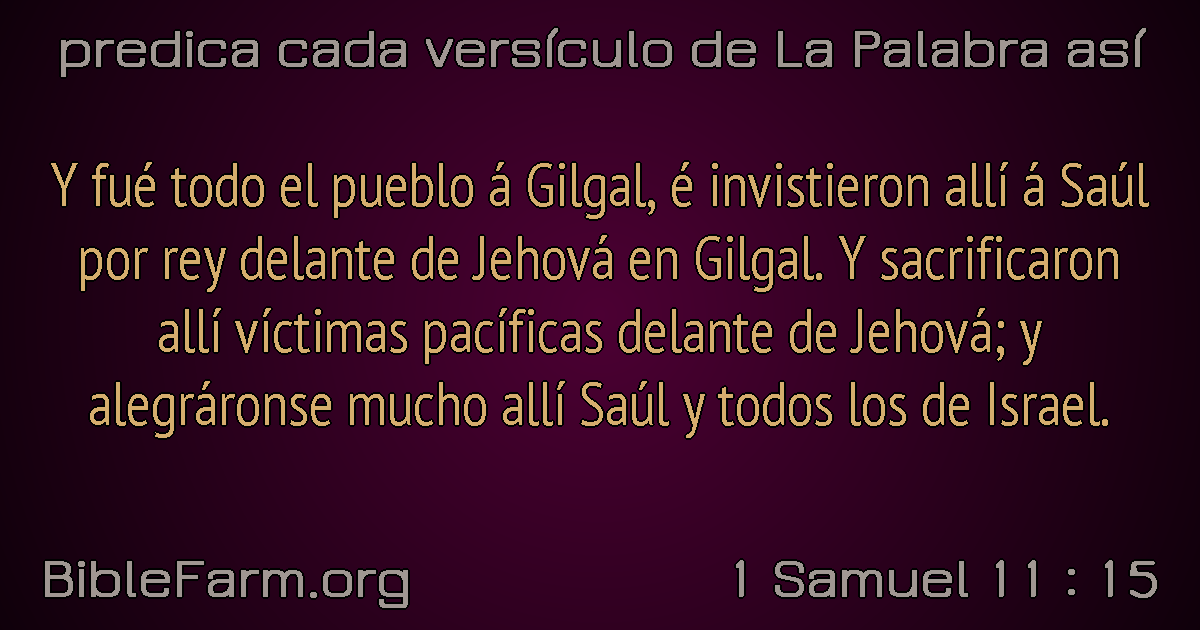 predica cada versículo de La Palabra así
Y fué todo el pueblo á Gilgal, é invistieron allí á Saúl
por rey delante de Jehová en Gilgal. Y sacrificaron
allí víctimas pacíficas delante de Jehová; y
alegráronse mucho allí Saúl y todos los de Israel.
BibleFarm.org
1 Samuel 11 : 15